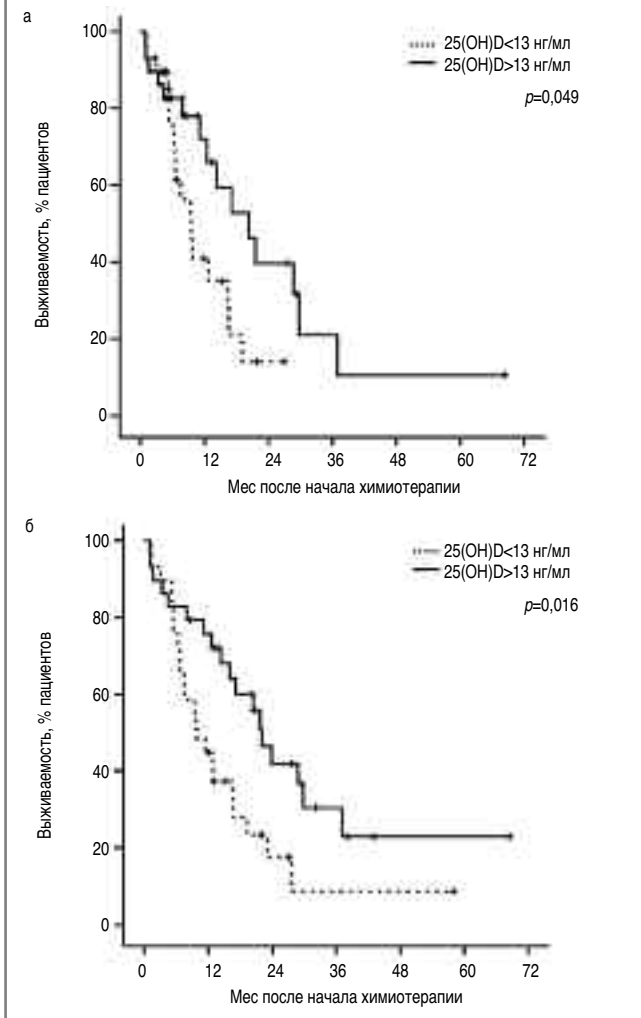 а
25(OH)D<13 нг/мл
25(OH)D>13 нг/мл
p=0,049
Выживаемость, % пациентов
100
80
60
40
20
0
0 12 24 36 48 60 72
Мес после начала химиотерапии
б
25(OH)D<13 нг/мл
25(OH)D>13 нг/мл
p=0,016
Выживаемость, % пациентов
100
80
60
40
20
0
0 12 24 36 48 60 72
Мес после начала химиотерапии